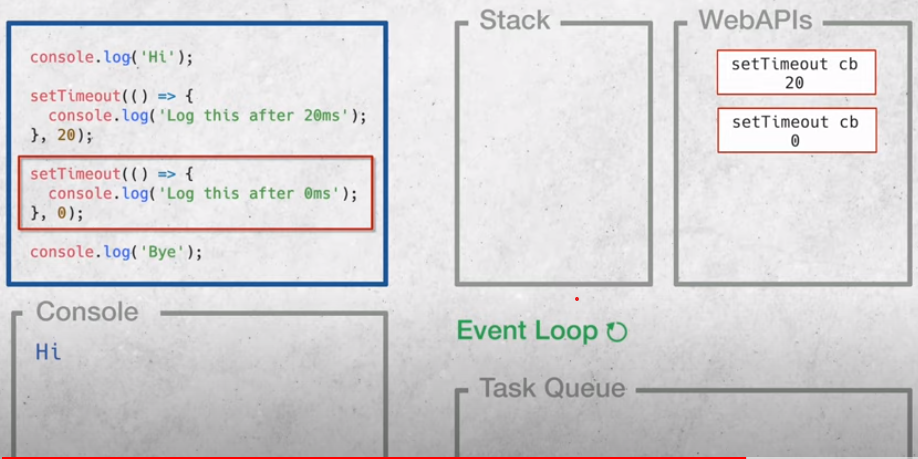 console.log('Hi');
setTimeout(() => {
  console.log('Log this after 20ms');
}, 20);
setTimeout(() => {
  console.log('Log this after 0ms');
}, 0);
console.log('Bye');
Stack
WebAPIs
setTimeout cb
20
setTimeout cb
0
Console
Hi
Event Loop
Task Queue